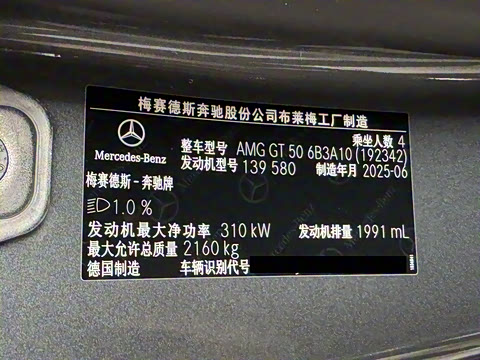 梅赛德斯奔驰股份公司布莱梅工厂制造
乘坐人数 4
Mercedes-Benz
整车型号 AMG GT 50 6B3A10 (192342)
发动机型号 139 580 制造年月 2025-06
梅赛德斯－奔驰牌
1.0 %
发动机最大净功率 310 kW 发动机排量 1991 mL
最大允许总质量 2160 kg
德国制造 车辆识别代号